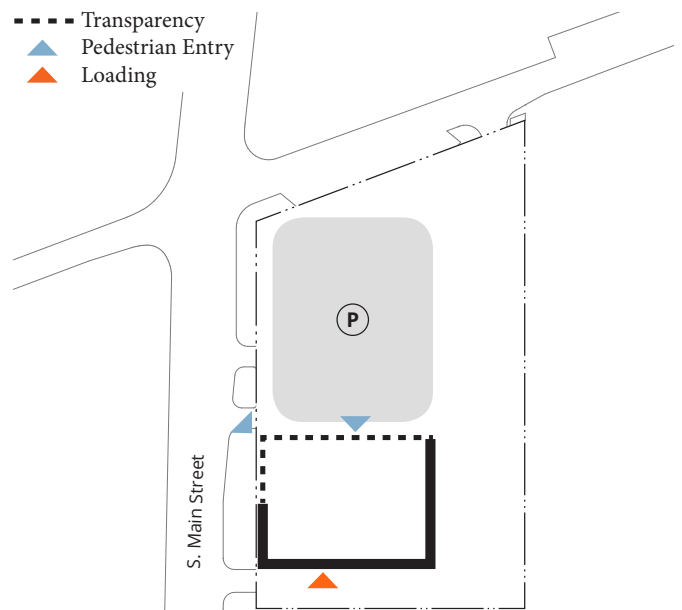 Transparency
Pedestrian Entry
Loading
P
S. Main Street